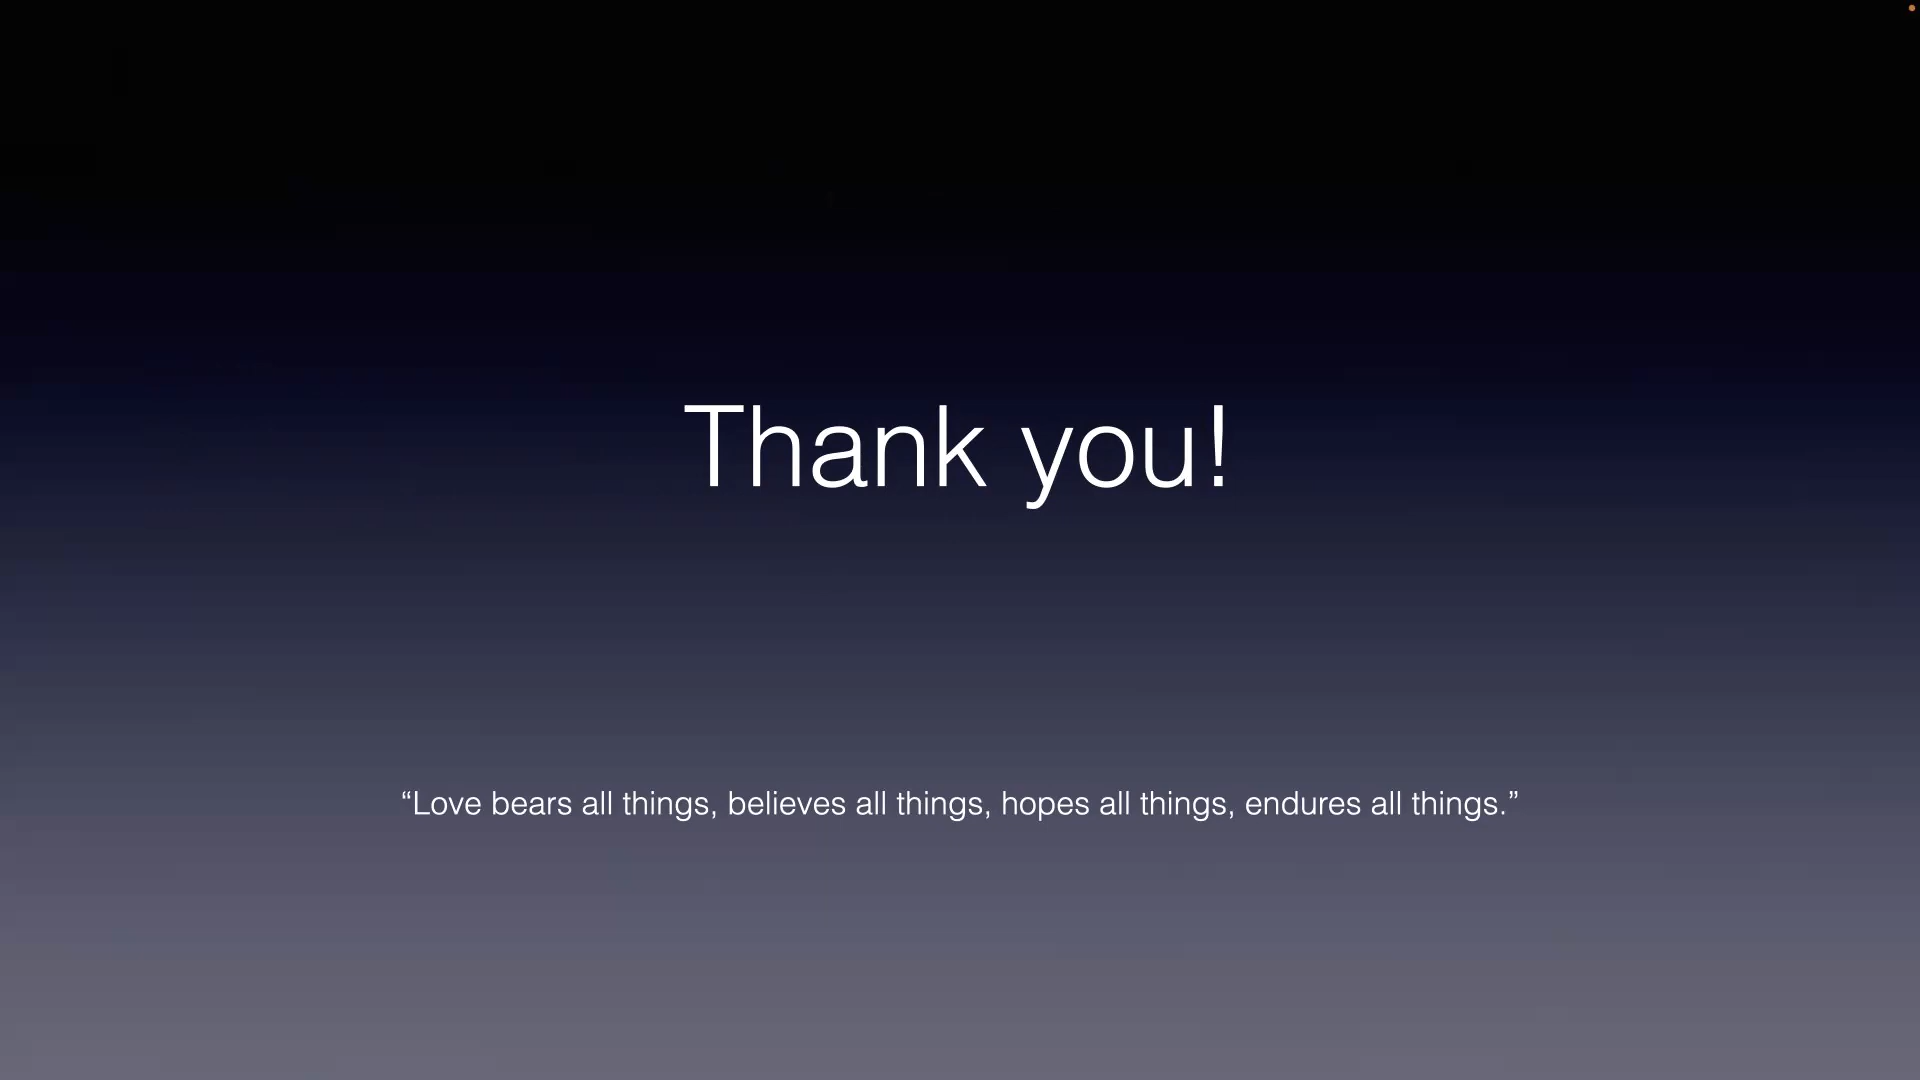 Thank you!
“Love bears all things, believes all things, hopes all things, endures all things.”